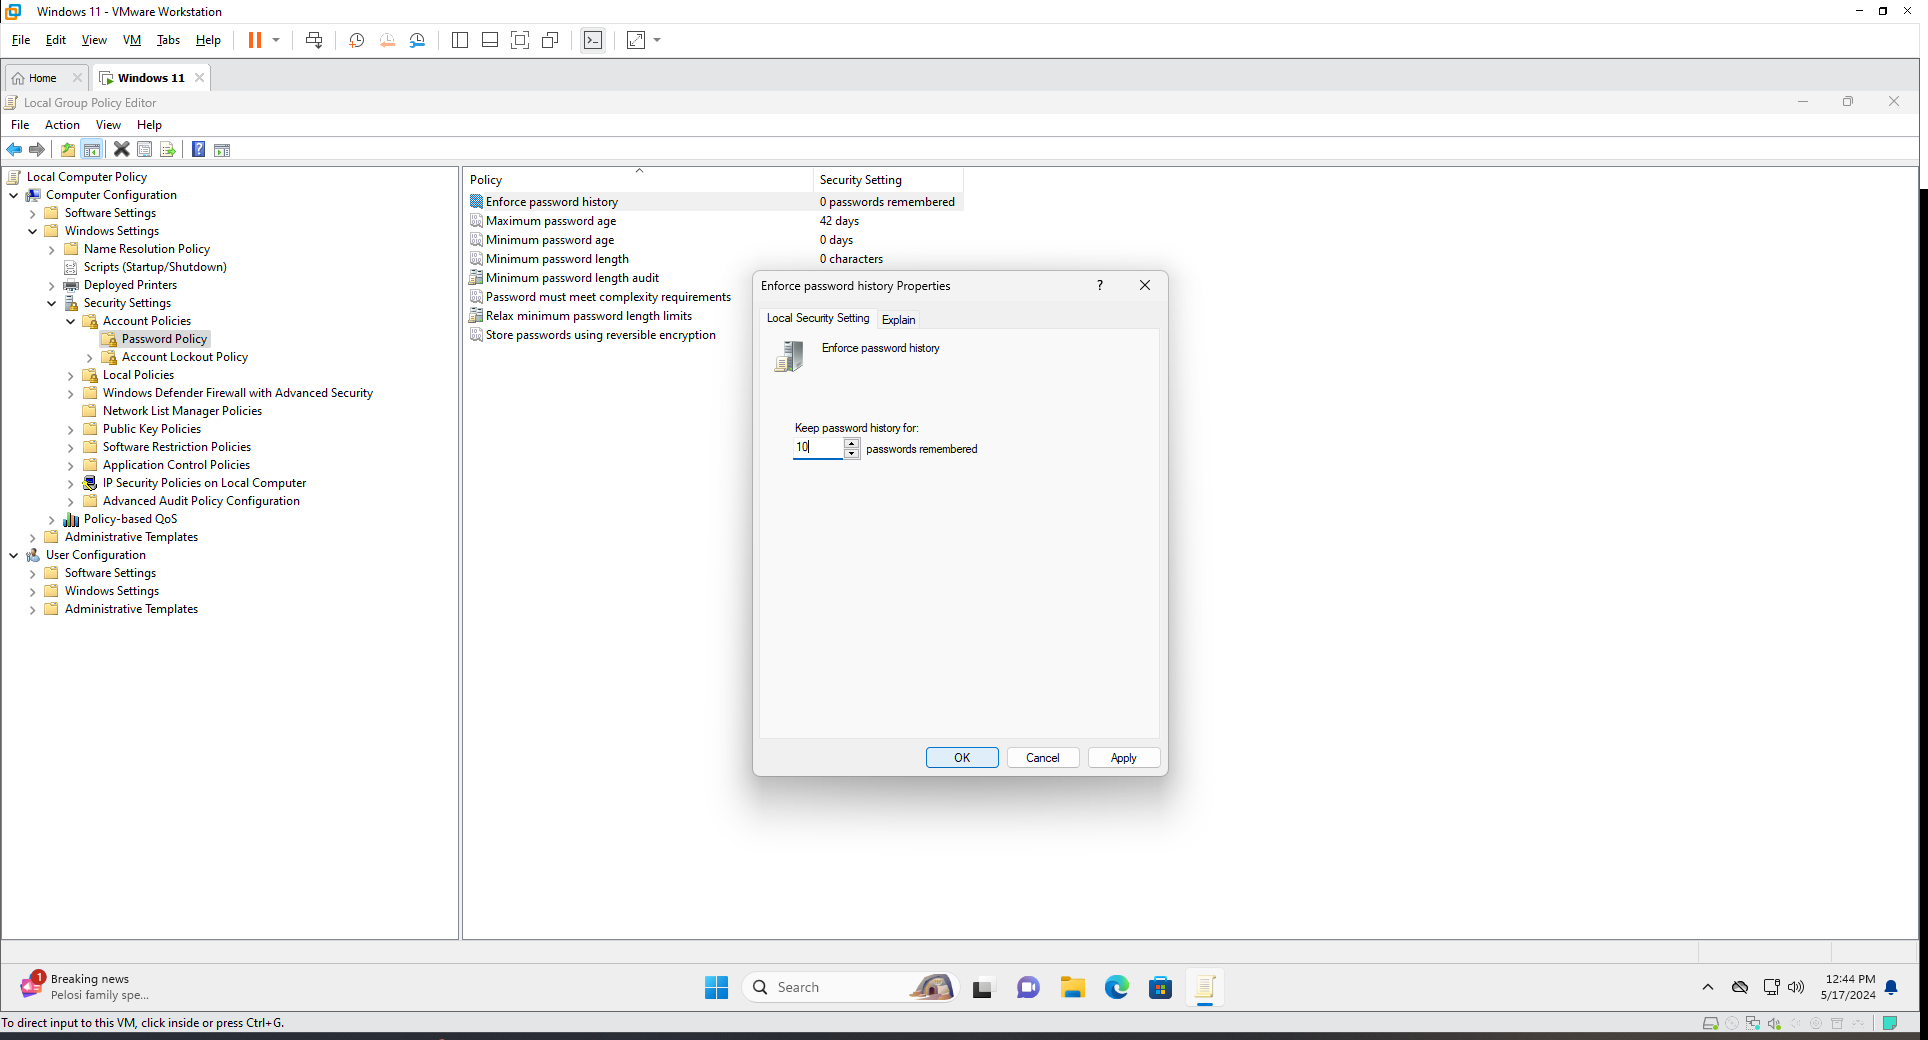 Windows 11 - VMware Workstation
File Edit View VM Tabs Help
Home
Windows 11
Local Group Policy Editor
File Action View Help
Local Computer Policy
Computer Configuration
Software Settings
Windows Settings
Name Resolution Policy
Scripts (Startup/Shutdown)
Deployed Printers
Security Settings
Account Policies
Password Policy
Account Lockout Policy
Local Policies
Windows Defender Firewall with Advanced Security
Network List Manager Policies
Public Key Policies
Software Restriction Policies
Application Control Policies
IP Security Policies on Local Computer
Advanced Audit Policy Configuration
Policy-based QoS
Administrative Templates
User Configuration
Software Settings
Windows Settings
Administrative Templates
Policy Security Setting
Enforce password history 0 passwords remembered
Maximum password age 42 days
Minimum password age 0 days
Minimum password length 0 characters
Minimum password length audit
Password must meet complexity requirements
Relax minimum password length limits
Store passwords using reversible encryption
Enforce password history Properties ?
Local Security Setting Explain
Enforce password history
Keep password history for:
10 passwords remembered
OK Cancel Apply
1
Breaking news
Pelosi family spe...
Search
12:44 PM
5/17/2024
To direct input to this VM, click inside or press Ctrl+G.